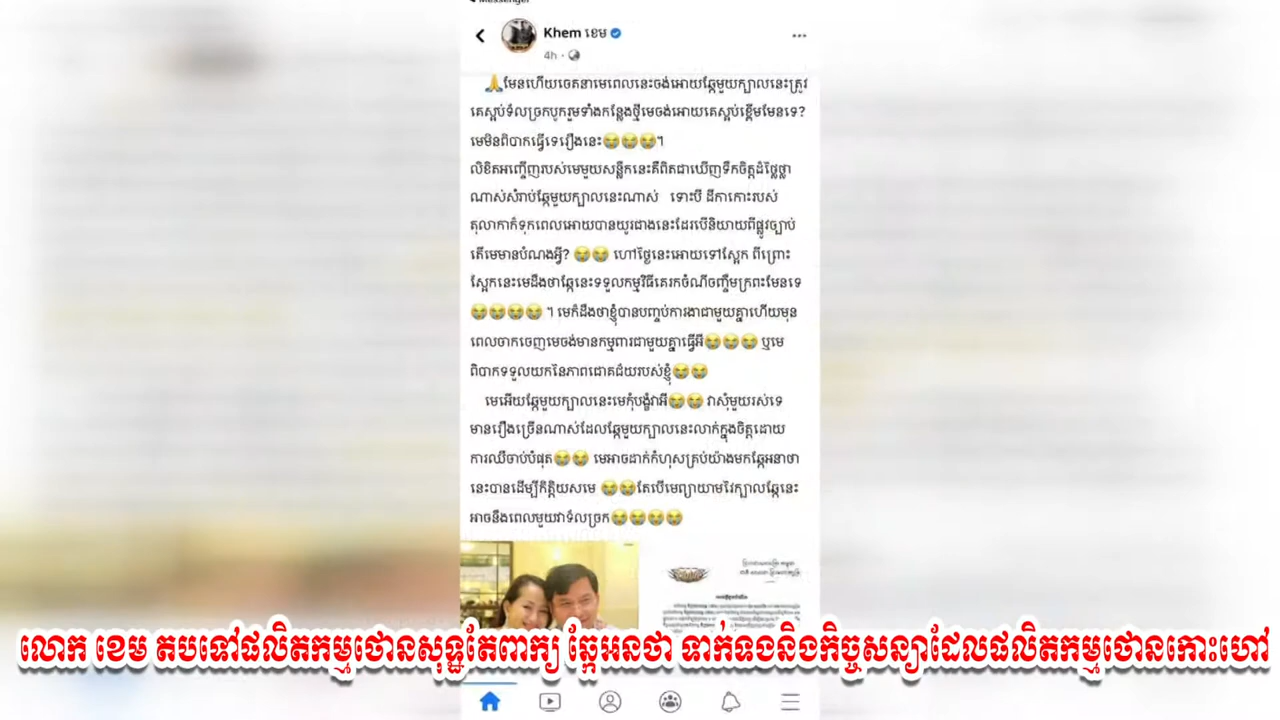 Khem ខេម
4h
🙏មែនហើយចេតនាមេពេលនេះចង់អោយឆ្កែមួយក្បាលនេះត្រូវ
គេស្អប់ទំលច្រកបូករួមទាំងកន្លែងថ្មីមេចង់អោយគេស្អប់ខ្ពើមមែនទេ?
មេមិនពិបាកធ្វើទេរឿងនេះ😭😭😭។
លិខិតអញ្ជើញរបស់មេមួយសន្លឹកនេះគឺពិតជាឃើញទឹកចិត្តដ៏ថ្លៃថ្លា
ណាស់សំរាប់ឆ្កែមួយក្បាលនេះណាស់ ទោះបី ដីកាកោះរបស់
តុលាកាក៏ទុកពេលអោយបានយូរជាងនេះដែរបើនិយាយពីផ្លូវច្បាប់
តើមេមានបំណងអ្វី? 😭😭 ហៅថ្ងៃនេះអោយទៅស្អែក ពីព្រោះ
ស្អែកនេះមេដឹងថាឆ្កែនេះទទួលកម្មវិធីគេរកចំណីចញ្ចឹមក្រពះមែនទេ
😭😭😭😭 ។ មេក៏ដឹងថាខ្ញុំបានបញ្ចប់ការងាជាមួយគ្នាហើយមុន
ពេលចាកចេញមេចង់មានកម្មពារជាមួយគ្នាធ្វើអី😭😭😭 ឬមេ
ពិបាកទទួលយកនៃភាពជោគជ័យរបស់ខ្ញុំ😭😭
មេអើយឆ្កែមួយក្បាលនេះមេកុំបង្ខំវាអី😭😭 វាសុំមួយរស់ទេ
មានរឿងច្រើនណាស់ដែលឆ្កែមួយក្បាលនេះលាក់ក្នុងចិត្តដោយ
ការឈឺចាប់បំផុត😭😭 មេអាចដាក់កំហុសគ្រប់យ៉ាងមកឆ្កែអនាថា
នេះបានដើម្បីកិត្តិយសមេ 😭😭តែបើមេព្យាយាមវៃក្បាលឆ្កែនេះ
អាចនឹងពេលមួយវាទំលច្រក😭😭😭😭
លោក ខេម តបទៅផលិតកម្មថោនសុទ្ឋតែពាក្យ ឆ្កែអនថា ទាក់ទងនិងកិច្ចសន្យាដែលផលិតកម្មថោនកោះហៅ